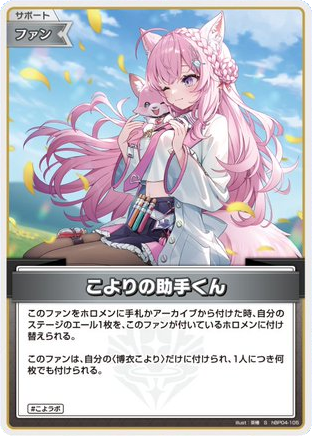 サポート
ファン
こよりの助手くん
このファンをホロメンに手札かアーカイブから付けた時、自分の
ステージのエール1枚を、このファンが付いているホロメンに付け
替えられる。
このファンは、自分の〈博衣こより〉だけに付けられ、1人につき何
枚でも付けられる。
#こよラボ